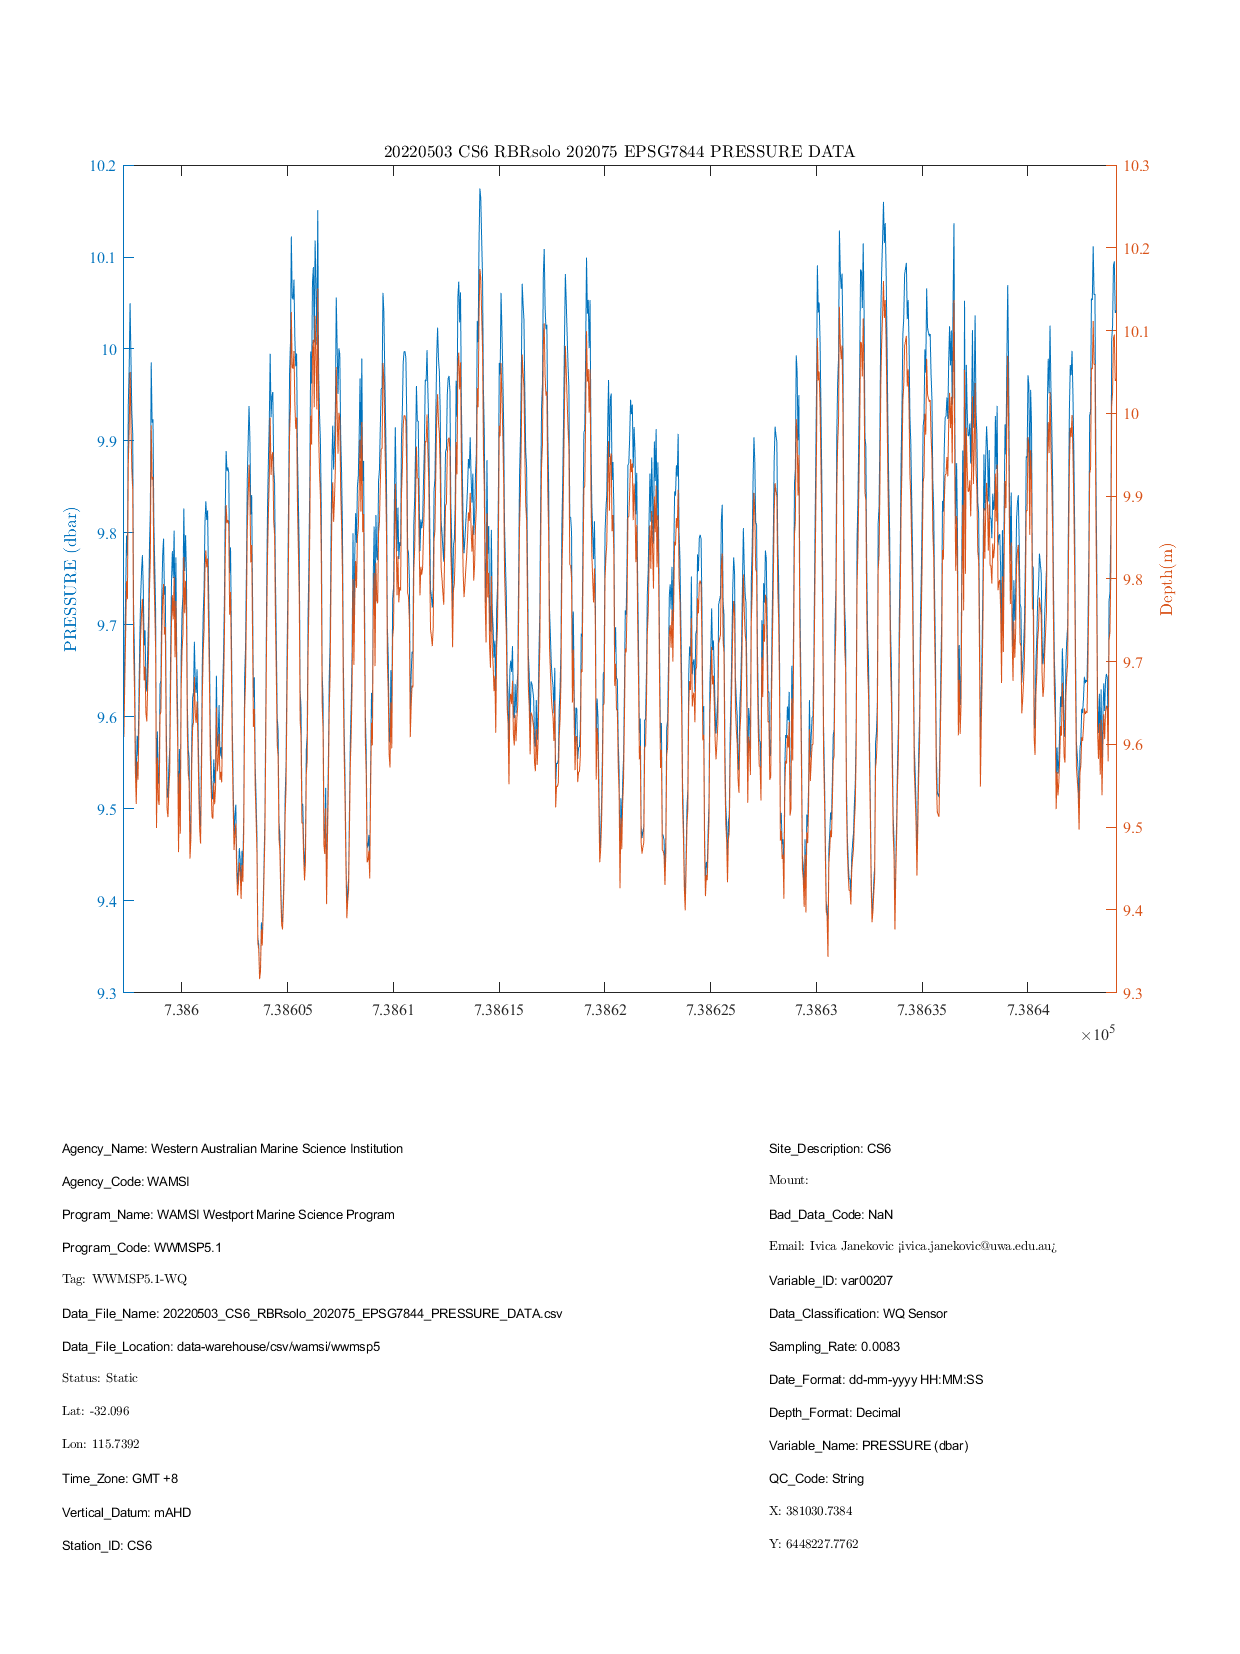 20220503 CS6 RBRsolo 202075 EPSG7844 PRESSURE DATA
10.2
10.1
10
9.9
9.8
9.7
9.6
9.5
9.4
9.3
PRESSURE (dbar)
10.3
10.2
10.1
10
9.9
9.8
9.7
9.6
9.5
9.4
9.3
Depth(m)
7.386 7.38605 7.3861 7.38615 7.3862 7.38625 7.3863 7.38635 7.3864
×10^5
Agency_Name: Western Australian Marine Science Institution
Agency_Code: WAMSI
Program_Name: WAMSI Westport Marine Science Program
Program_Code: WWMSP5.1
Tag: WWMSP5.1-WQ
Data_File_Name: 20220503_CS6_RBRsolo_202075_EPSG7844_PRESSURE_DATA.csv
Data_File_Location: data-warehouse/csv/wamsi/wwmsp5
Status: Static
Lat: -32.096
Lon: 115.7392
Time_Zone: GMT +8
Vertical_Datum: mAHD
Station_ID: CS6
Site_Description: CS6
Mount:
Bad_Data_Code: NaN
Email: Ivica Janekovic ¡ivica.janekovic@uwa.edu.au¿
Variable_ID: var00207
Data_Classification: WQ Sensor
Sampling_Rate: 0.0083
Date_Format: dd-mm-yyyy HH:MM:SS
Depth_Format: Decimal
Variable_Name: PRESSURE (dbar)
QC_Code: String
X: 381030.7384
Y: 6448227.7762